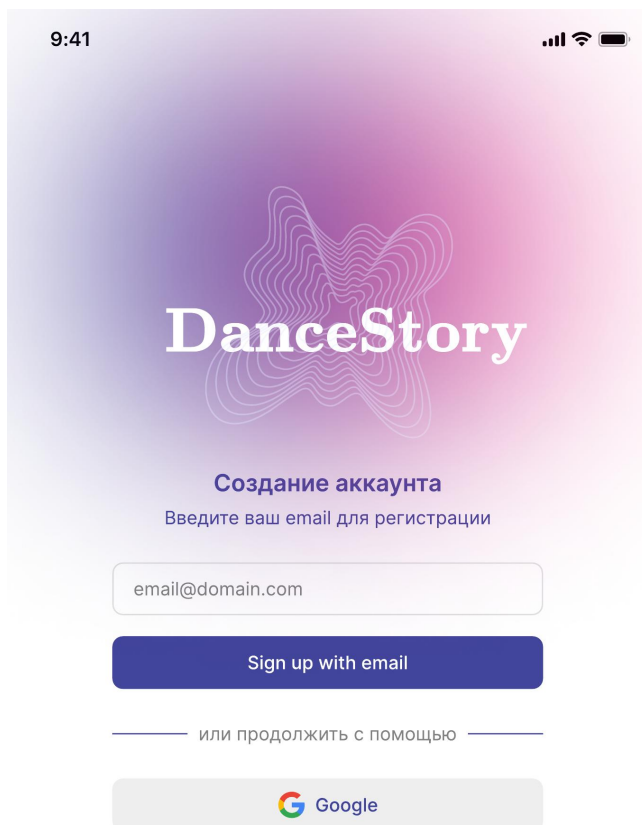 9:41
DanceStory
Создание аккаунта
Введите ваш email для регистрации
email@domain.com
Sign up with email
или продолжить с помощью
Google